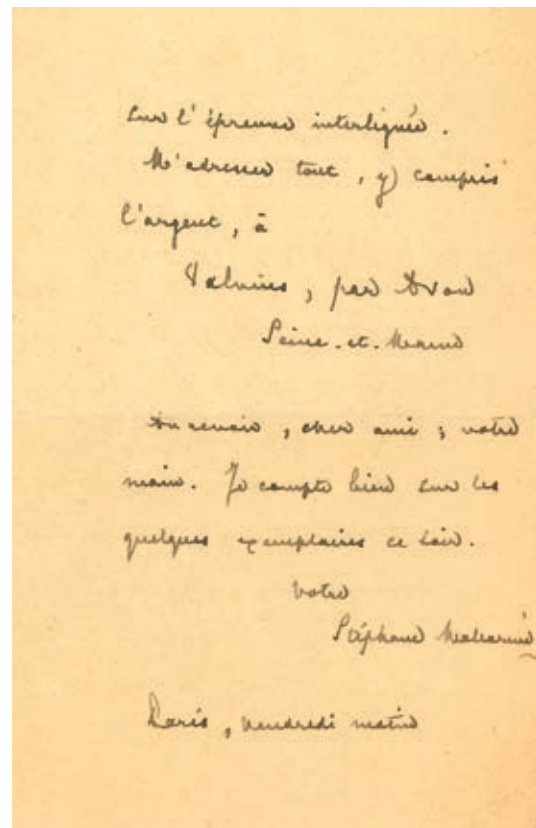 sur l'épreuve interlignée.
M'adresser tout, y compris
l'argent, à
Valvins, par Avon
Seine-et-Marne
Au revoir, cher ami ; votre
main. Je compte bien sur les
quelques exemplaires ce soir.
Votre
Stéphane Mallarmé
Paris, vendredi matin